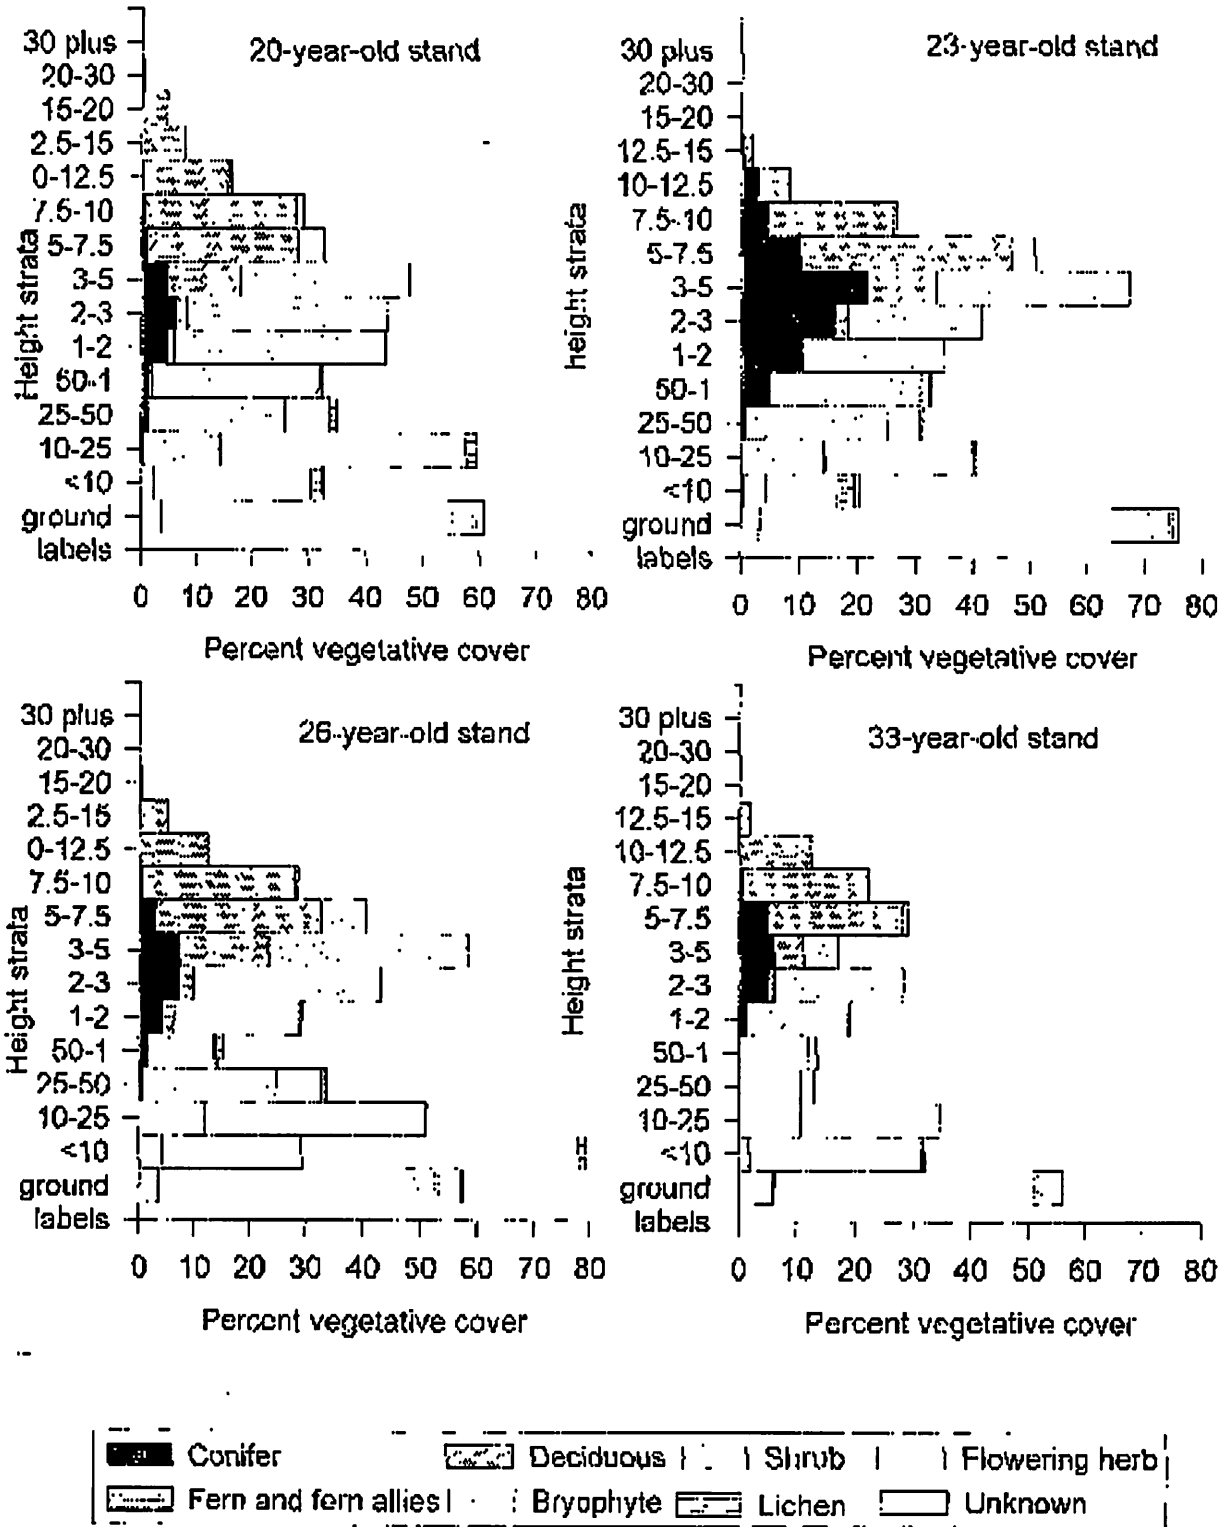 20-year-old stand
30 plus
20-30
15-20
2.5-15
0-12.5
7.5-10
5-7.5
3-5
2-3
1-2
50-1
25-50
10-25
<10
ground
labels
Height strata
0 10 20 30 40 50 60 70 80
Percent vegetative cover
23-year-old stand
30 plus
20-30
15-20
12.5-15
10-12.5
7.5-10
5-7.5
3-5
2-3
1-2
50-1
25-50
10-25
<10
ground
labels
height strata
0 10 20 30 40 50 60 70 80
Percent vegetative cover
26-year-old stand
30 plus
20-30
15-20
2.5-15
0-12.5
7.5-10
5-7.5
3-5
2-3
1-2
50-1
25-50
10-25
<10
ground
labels
Height strata
0 10 20 30 40 50 60 70 80
Percent vegetative cover
33-year-old stand
30 plus
20-30
15-20
12.5-15
10-12.5
7.5-10
5-7.5
3-5
2-3
1-2
50-1
25-50
10-25
<10
ground
labels
Height strata
0 10 20 30 40 50 60 70 80
Percent vegetative cover
Conifer Deciduous Shrub Flowering herb
Fern and fern allies Bryophyte Lichen Unknown